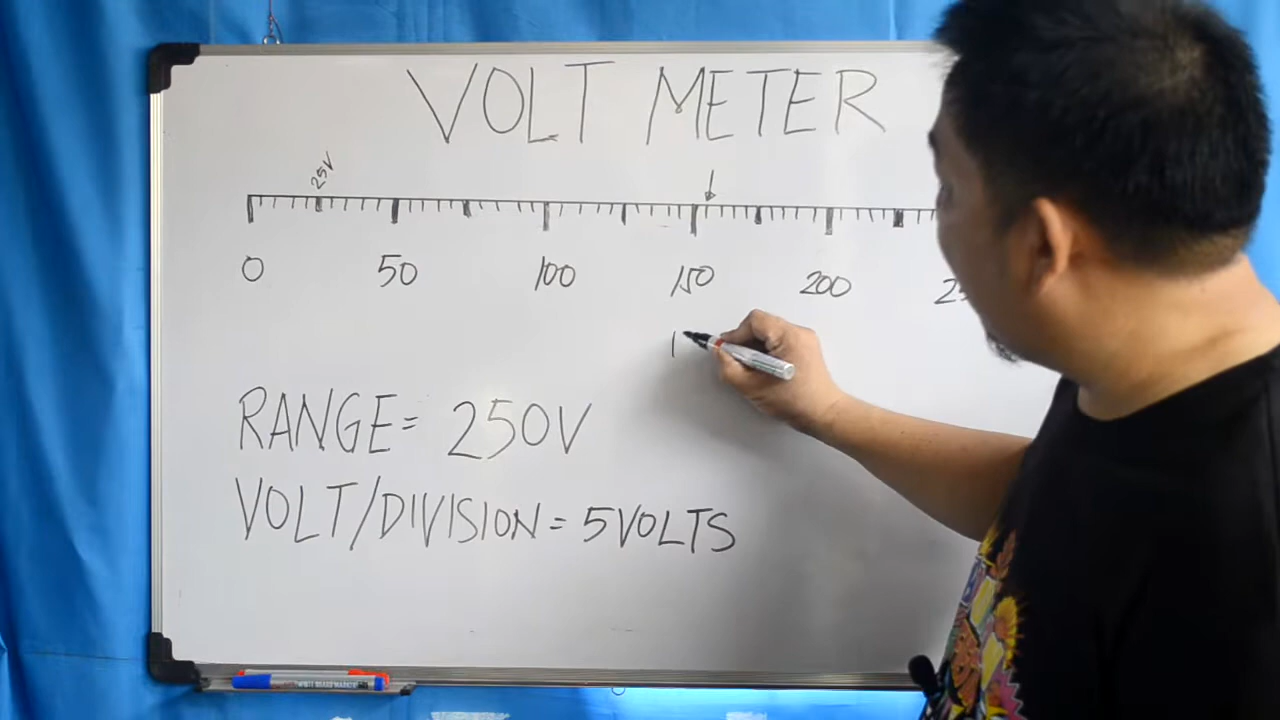 VOLT METER
25V
0 50 100 150 200
RANGE = 250V
VOLT/DIVISION = 5VOLTS